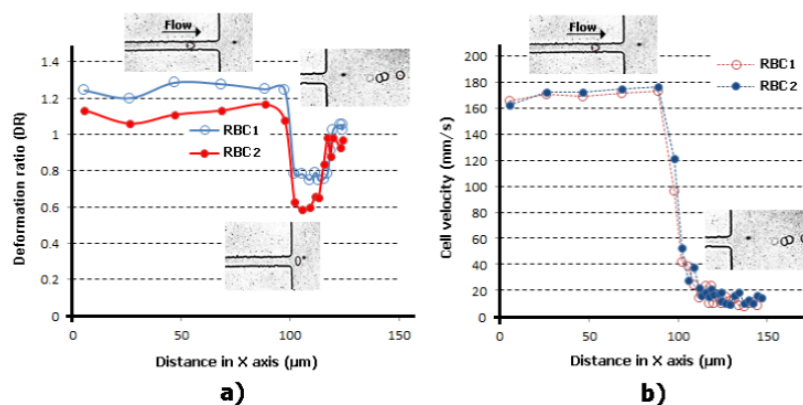 Flow
Deformation ratio (DR)
1.4
1.2
1
0.8
0.6
0.4
0.2
0
RBC1
RBC2
0
50
100
150
Distance in X axis (µm)
a)
Flow
Cell velocity (mm/s)
200
180
160
140
120
100
80
60
40
20
0
RBC1
RBC2
0
50
100
150
Distance in X axis (µm)
b)